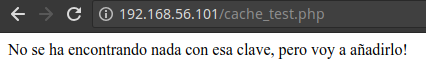 192.168.56.101/cache_test.php
No se ha encontrando nada con esa clave, pero voy a añadirlo!